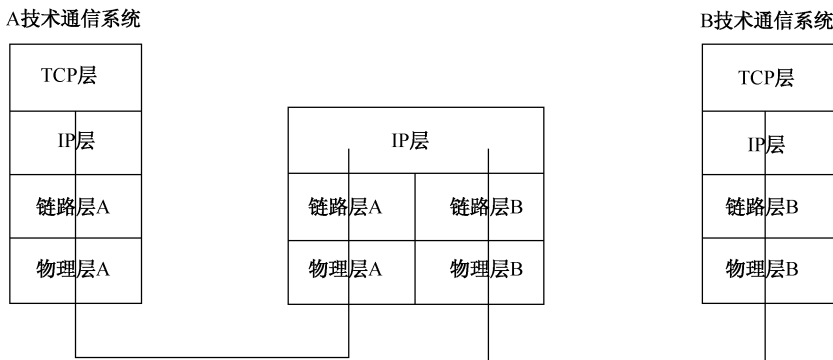 A技术通信系统
TCP层
IP层
链路层A
物理层A
IP层
链路层A
链路层B
物理层A
物理层B
B技术通信系统
TCP层
IP层
链路层B
物理层B